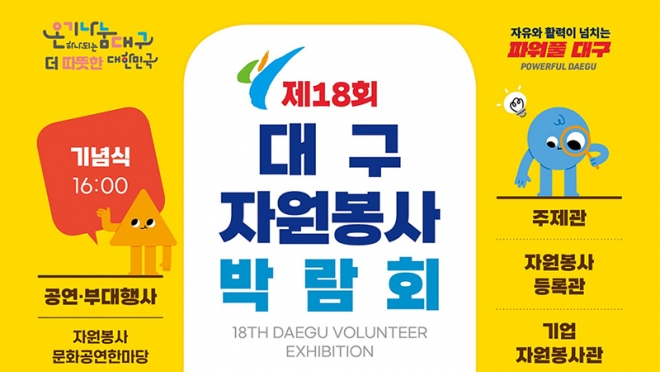 온기나눔
하나되는 대구
더 따뜻한 대한민국
자유와 활력이 넘치는
파워풀 대구
POWERFUL DAEGU
제18회
대구
자원봉사
박람회
18TH DAEGU VOLUNTEER
EXHIBITION
기념식
16:00
공연·부대행사
자원봉사
문화공연한마당
주제관
자원봉사
등록관
기업
자원봉사관